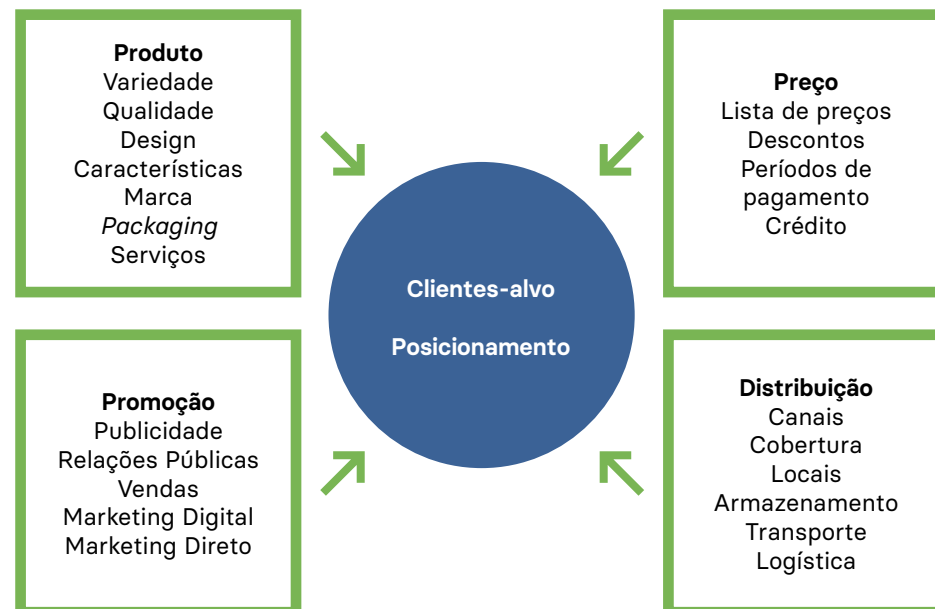 Produto
Variedade
Qualidade
Design
Características
Marca
Packaging
Serviços
Preço
Lista de preços
Descontos
Períodos de
pagamento
Crédito
Clientes-alvo
Posicionamento
Promoção
Publicidade
Relações Públicas
Vendas
Marketing Digital
Marketing Direto
Distribuição
Canais
Cobertura
Locais
Armazenamento
Transporte
Logística